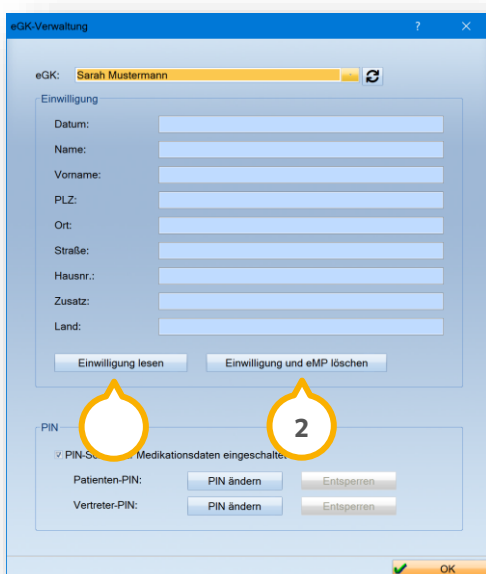 eGK-Verwaltung ?
eGK: Sarah Mustermann
Einwilligung
Datum:
Name:
Vorname:
PLZ:
Ort:
Straße:
Hausnr.:
Zusatz:
Land:
Einwilligung lesen Einwilligung und eMP löschen
2
PIN
Medikationsdaten eingeschaltet
Patienten-PIN: PIN ändern Entsperren
Vertreter-PIN: PIN ändern Entsperren
OK